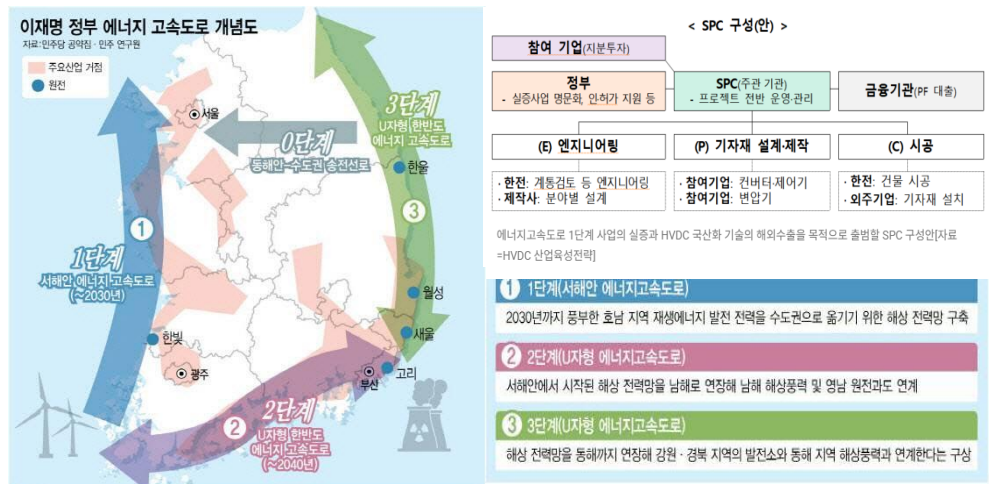 이재명 정부 에너지 고속도로 개념도
자료:민주당 공약집·민주 연구원
주요산업 거점
원전
서울
0단계
동해안-수도권 송전선로
3단계
U자형 한반도
에너지 고속도로
한울
3
1
1단계
서해안 에너지 고속도로
(~2030년)
월성
새울
한빛
광주
부산
고리
2단계
2
U자형 한반도
에너지 고속도로
(~2040년)
< SPC 구성(안) >
참여 기업(지분투자)
정부
- 실증사업 명문화, 인허가 지원 등
SPC(주관 기관)
- 프로젝트 전반 운영·관리
금융기관(PF 대출)
(E) 엔지니어링
(P) 기자재 설계·제작
(C) 시공
· 한전: 계통검토 등 엔지니어링
· 제작사: 분야별 설계
· 참여기업: 컨버터·제어기
· 참여기업: 변압기
· 한전: 건물 시공
· 외주기업: 기자재 설치
에너지고속도로 1단계 사업의 실증과 HVDC 국산화 기술의 해외수출을 목적으로 출범할 SPC 구성안[자료
=HVDC 산업육성전략]
1 1단계(서해안 에너지고속도로)
2030년까지 풍부한 호남 지역 재생에너지 발전 전력을 수도권으로 옮기기 위한 해상 전력망 구축
2 2단계(U자형 에너지고속도로)
서해안에서 시작된 해상 전력망을 남해로 연장해 남해 해상풍력 및 영남 원전과도 연계
3 3단계(U자형 에너지고속도로)
해상 전력망을 동해까지 연장해 강원·경북 지역의 발전소와 동해 지역 해상풍력과 연계한다는 구상